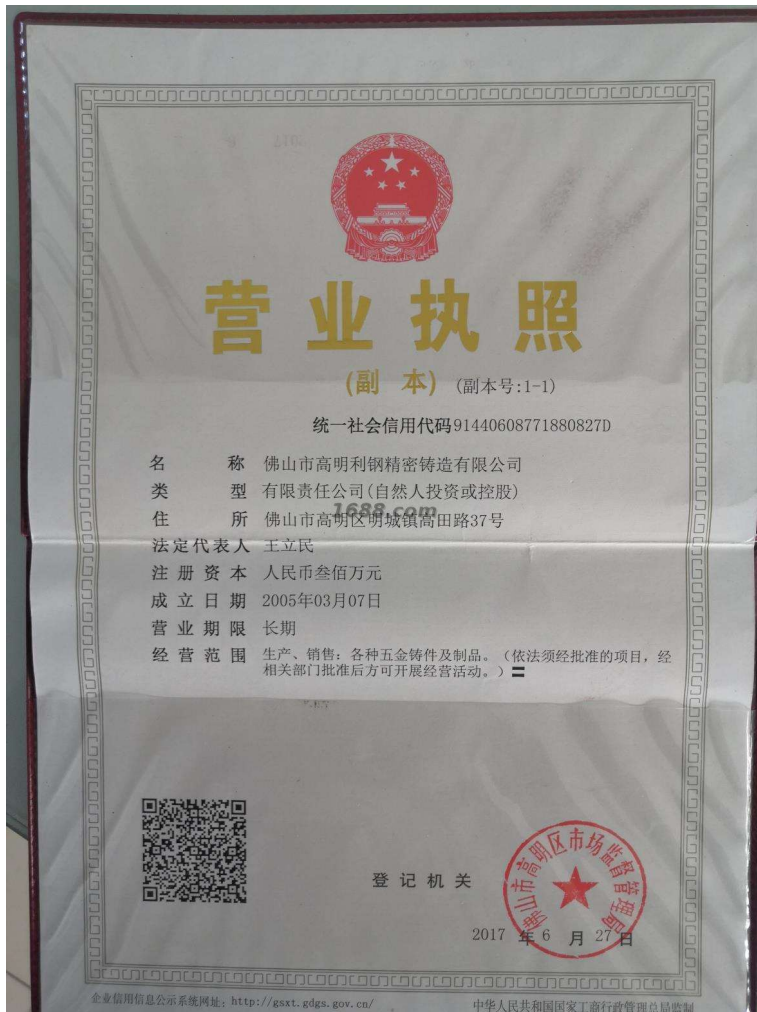 营业执照
(副本) (副本号:1-1)
统一社会信用代码91440608771880827D
名称 佛山市高明利钢精密铸造有限公司
类型 有限责任公司(自然人投资或控股)
1688.com
住所 佛山市高明区明城镇高田路37号
法定代表人 王立民
注册资本 人民币叁佰万元
成立日期 2005年03月07日
营业期限 长期
经营范围 生产、销售：各种五金铸件及制品。（依法须经批准的项目，经
相关部门批准后方可开展经营活动。）
佛山市高明区市场监督管理局
登记机关
2017 年 6 月 27 日
企业信用信息公示系统网址：http://gsxt.gdgs.gov.cn/
中华人民共和国国家工商行政管理总局监制